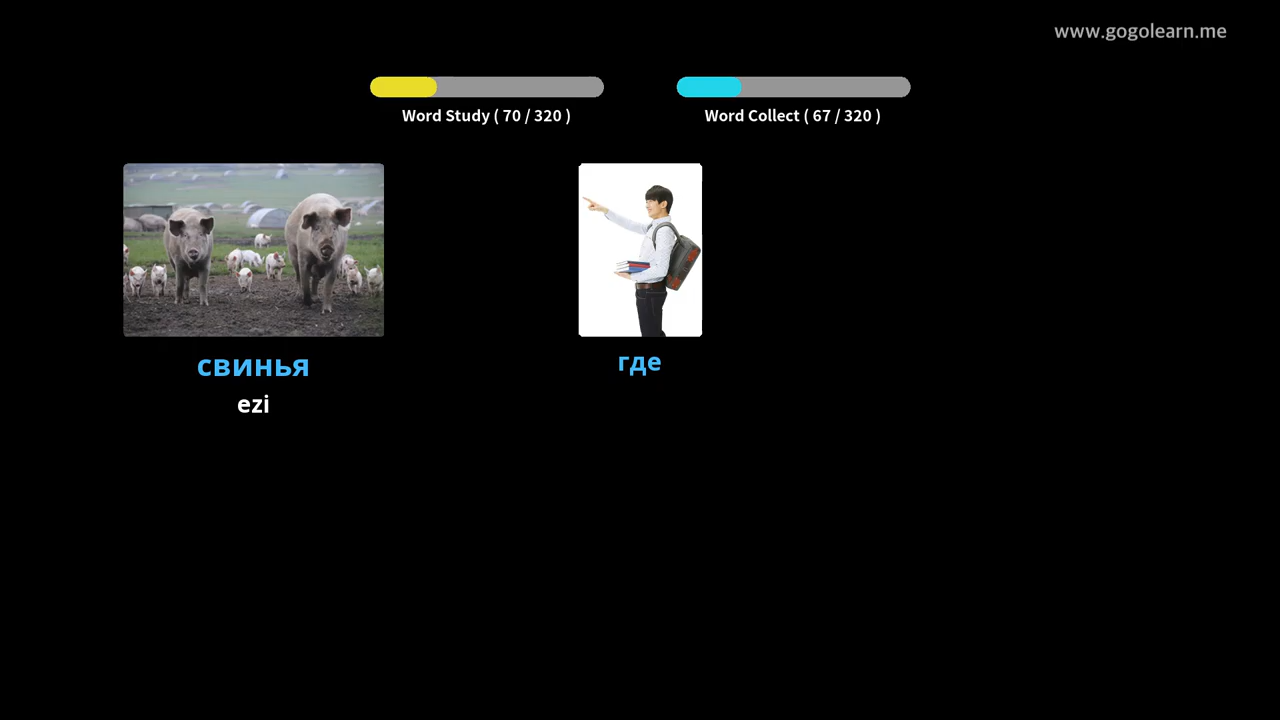 www.gogolearn.me
Word Study ( 70 / 320 )
Word Collect ( 67 / 320 )
свинья
ezi
где